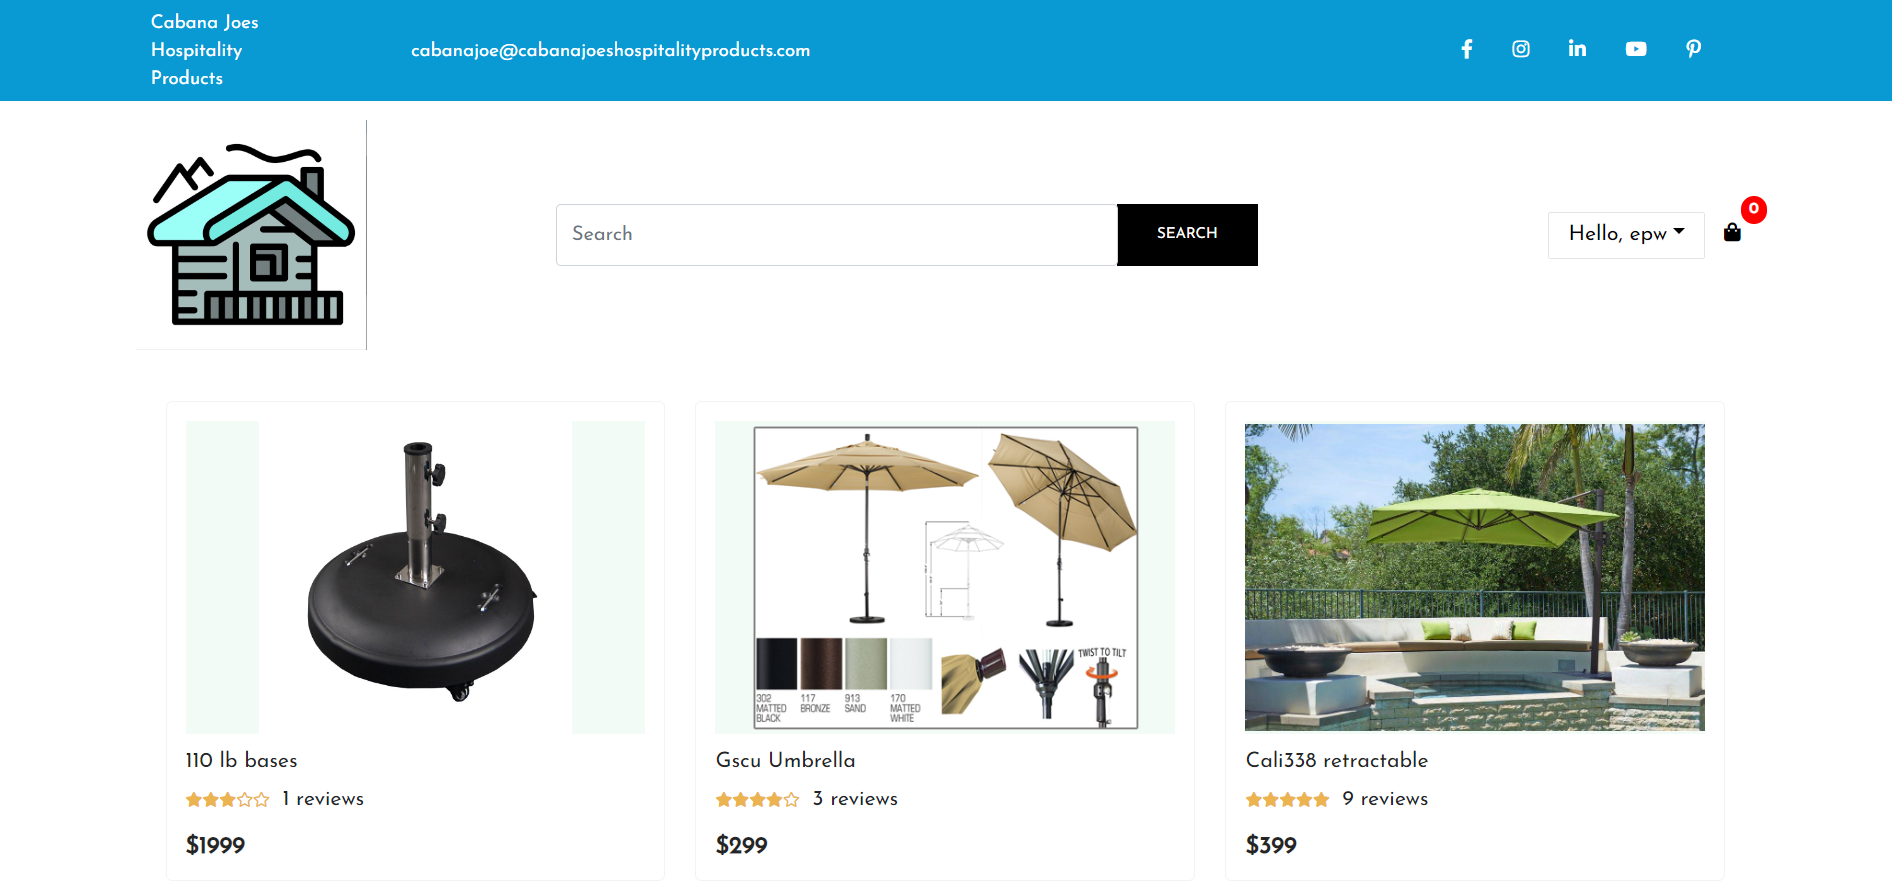 Cabana Joes
Hospitality
Products
cabanajoe@cabanajoeshospitalityproducts.com
Search
SEARCH
Hello, epw
0
TWIST TO TILT
302
MATTED
BLACK
117
BRONZE
913
SAND
170
MATTED
WHITE
110 lb bases
1 reviews
$1999
Gscu Umbrella
3 reviews
$299
Cali338 retractable
9 reviews
$399